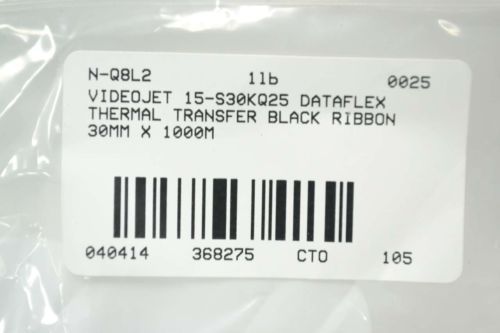 N-Q8L2 1lb 0025
VIDEOJET 15-S30KQ25 DATAFLEX
THERMAL TRANSFER BLACK RIBBON
30MM X 1000M
040414 368275 CTO 105